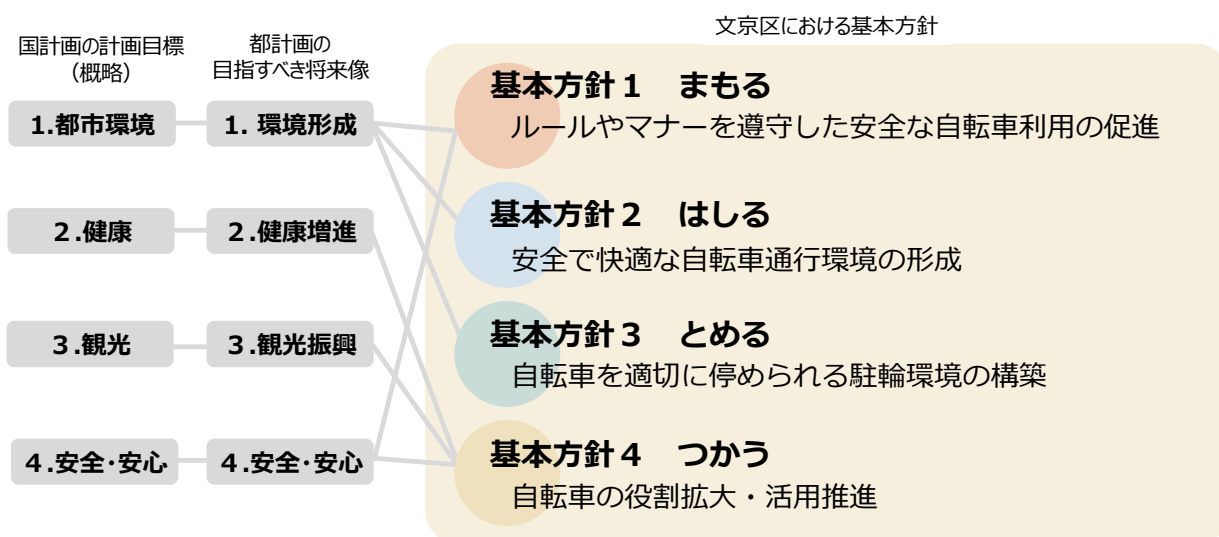 文京区における基本方針
国計画の計画目標
（概略）
都計画の
目指すべき将来像
1.都市環境
1. 環境形成
２.健康
２.健康増進
３.観光
３.観光振興
４.安全・安心
４.安全・安心
基本方針１　まもる
ルールやマナーを遵守した安全な自転車利用の促進
基本方針２　はしる
安全で快適な自転車通行環境の形成
基本方針３　とめる
自転車を適切に停められる駐輪環境の構築
基本方針４　つかう
自転車の役割拡大・活用推進